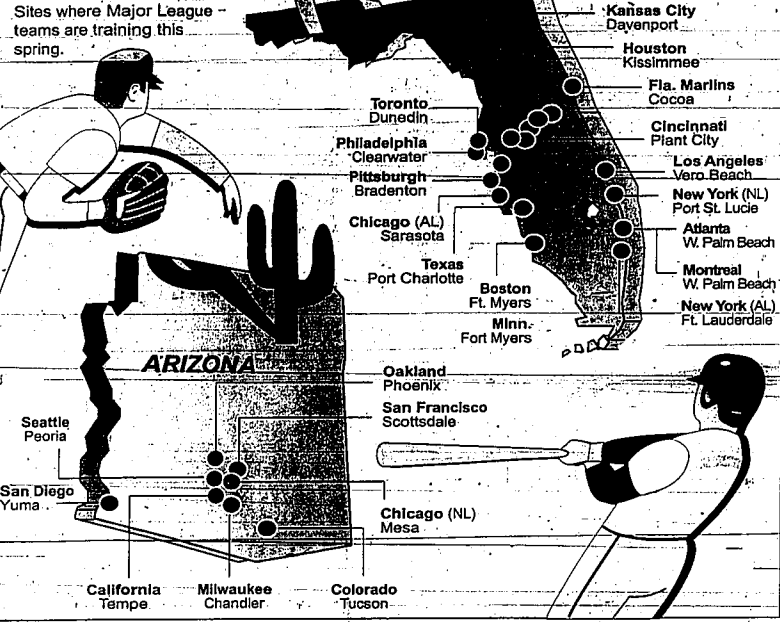 Sites where Major League
teams are training this
spring.
Kansas City
Davenport
Houston
Kissimmee
Fla. Marlins
Cocoa
Cincinnati
Plant City
Los Angeles
Vero Beach
New York (NL)
Port St. Lucie
Atlanta
W. Palm Beach
Montreal
W. Palm Beach
New York (AL)
Ft. Lauderdale
Toronto
Dunedin
Philadelphia
Clearwater
Pittsburgh
Bradenton
Chicago (AL)
Sarasota
Texas
Port Charlotte
Boston
Ft. Myers
Minn.
Fort Myers
ARIZONA
Oakland
Phoenix
San Francisco
Scottsdale
Seattle
Peoria
San Diego
Yuma
Chicago (NL)
Mesa
California
Tempe
Milwaukee
Chandler
Colorado
Tucson